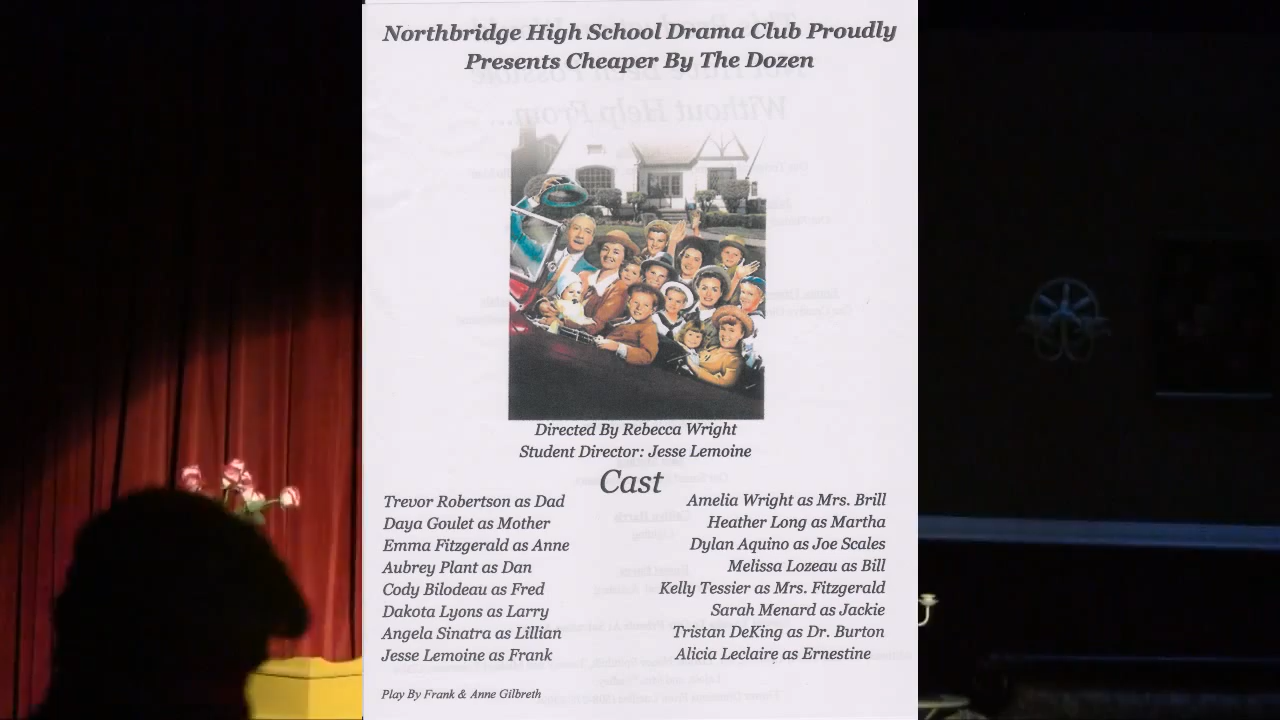 Northbridge High School Drama Club Proudly
Presents Cheaper By The Dozen
Directed By Rebecca Wright
Student Director: Jesse Lemoine
Cast
Trevor Robertson as Dad
Daya Goulet as Mother
Emma Fitzgerald as Anne
Aubrey Plant as Dan
Cody Bilodeau as Fred
Dakota Lyons as Larry
Angela Sinatra as Lillian
Jesse Lemoine as Frank
Amelia Wright as Mrs. Brill
Heather Long as Martha
Dylan Aquino as Joe Scales
Melissa Lozeau as Bill
Kelly Tessier as Mrs. Fitzgerald
Sarah Menard as Jackie
Tristan DeKing as Dr. Burton
Alicia Leclaire as Ernestine
Play By Frank & Anne Gilbreth